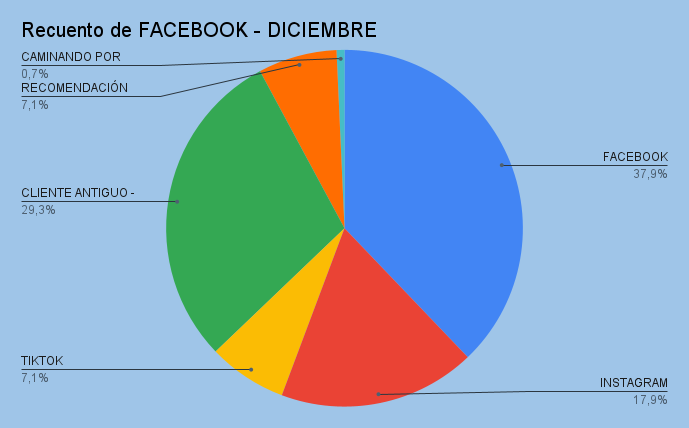 Recuento de FACEBOOK - DICIEMBRE
CAMINANDO POR
0,7%
RECOMENDACIÓN
7,1%
FACEBOOK
37,9%
CLIENTE ANTIGUO -
29,3%
TIKTOK
7,1%
INSTAGRAM
17,9%